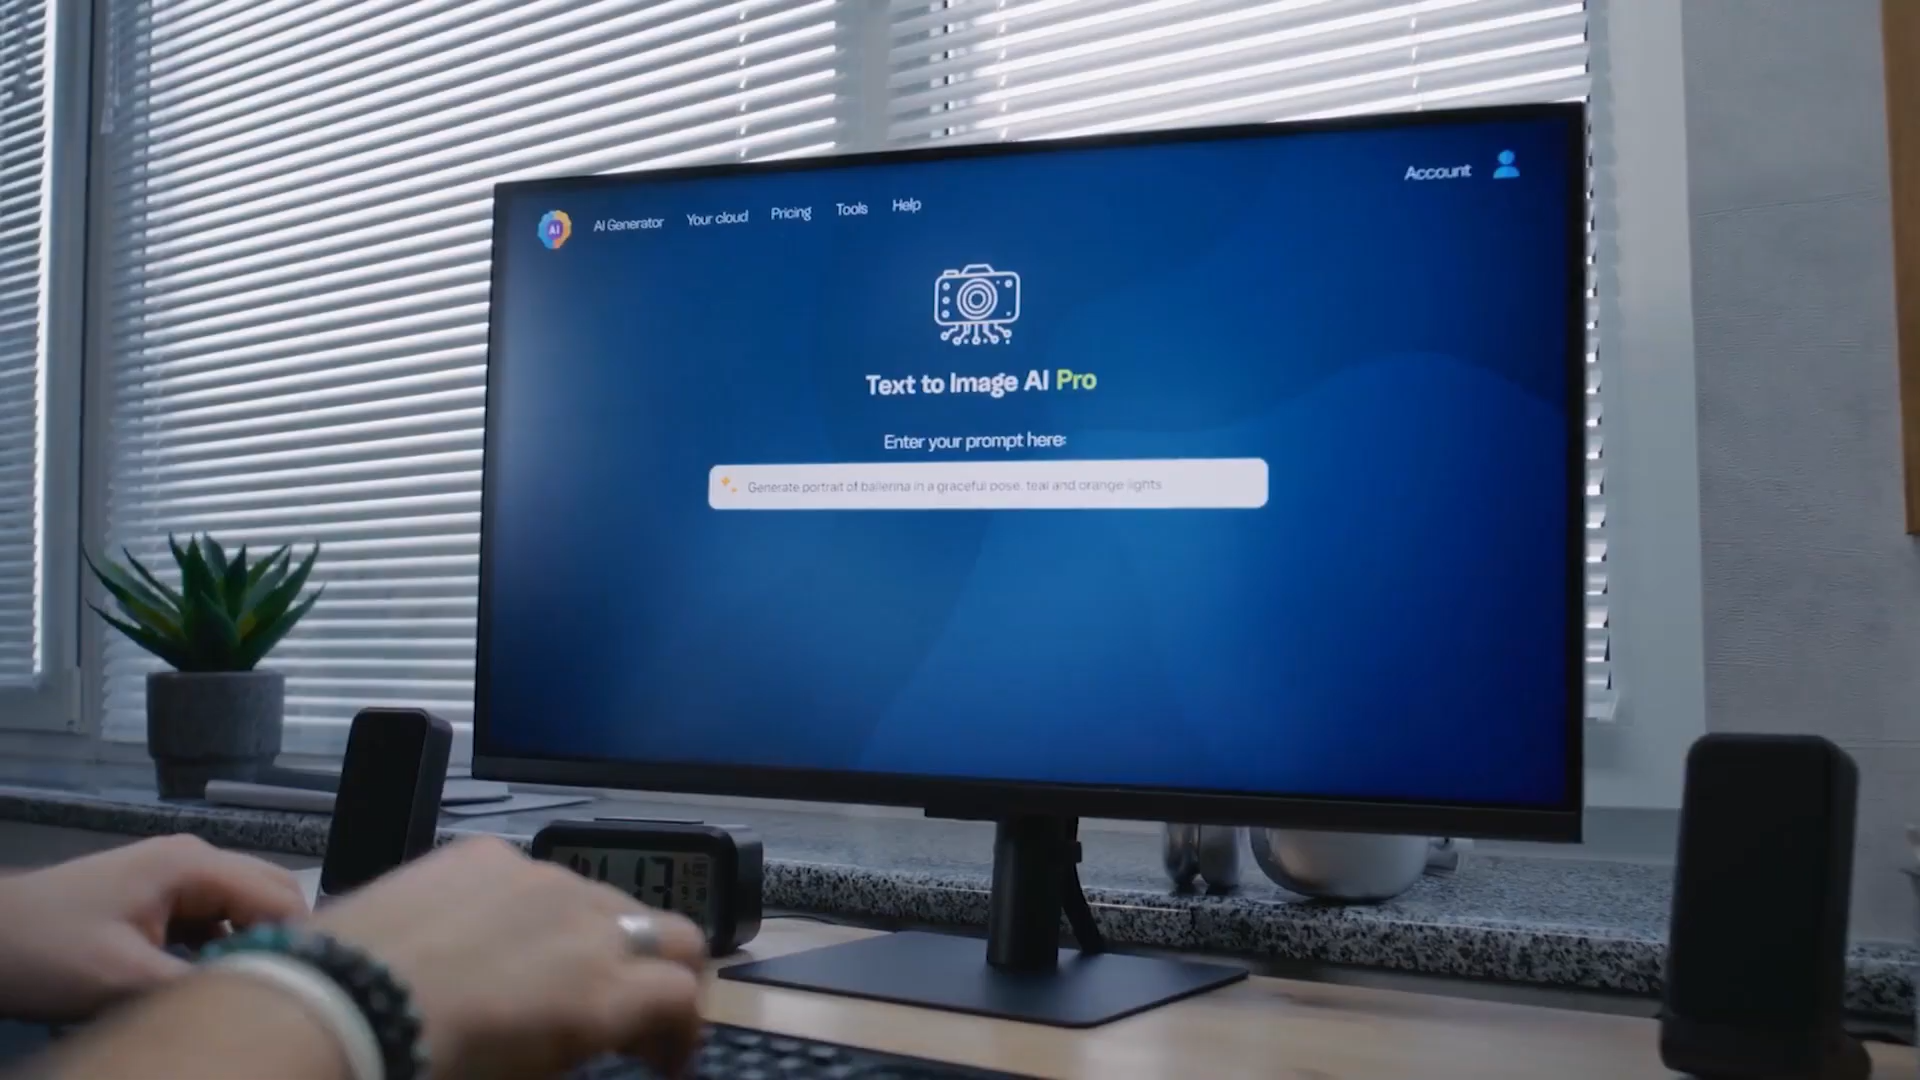 AI
AI Generator Your cloud Pricing Tools Help
Account
Text to Image AI Pro
Enter your prompt here:
Generate portrait of ballerina in a graceful pose, teal and orange lights